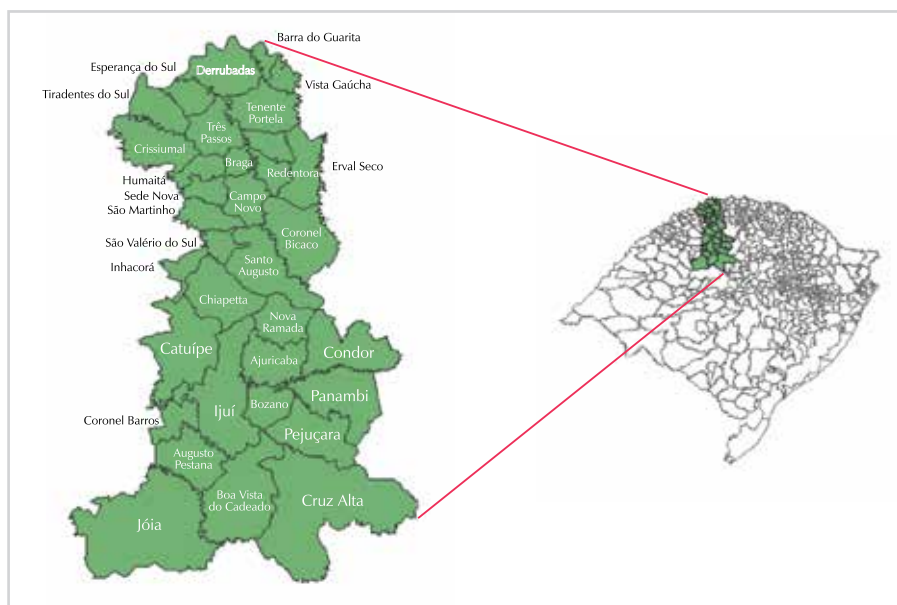 Barra do Guarita
Esperança do Sul
Derrubadas
Vista Gaúcha
Tiradentes do Sul
Tenente
Portela
Três
Passos
Crissiumal
Braga
Erval Seco
Redentora
Humaitá
Sede Nova
Campo
Novo
São Martinho
Coronel
Bicaco
São Valério do Sul
Santo
Augusto
Inhacorá
Chiapetta
Nova
Ramada
Catuípe
Condor
Ajuricaba
Panambi
Bozano
Ijuí
Coronel Barros
Pejuçara
Augusto
Pestana
Boa Vista
do Cadeado
Cruz Alta
Jóia